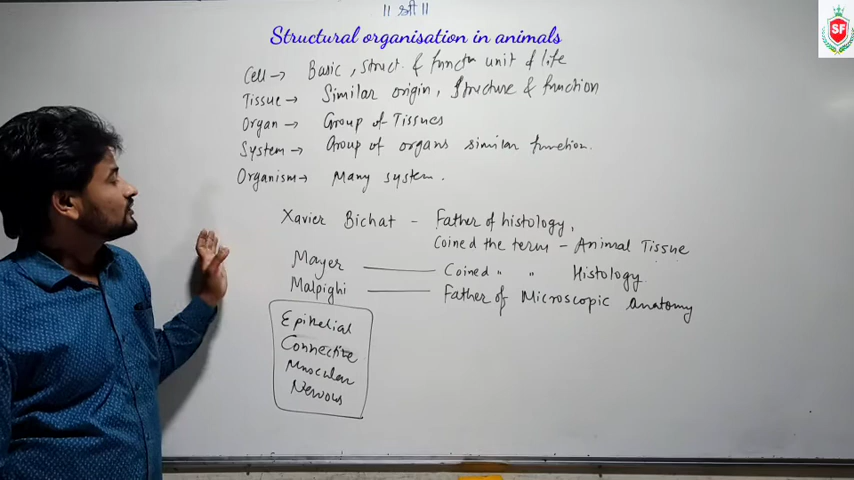 || श्री ||
SF
Structural organisation in animals
Cell → Basic, struct. & functn unit of life
Tissue → Similar origin, structure & function
Organ → Group of Tissues
System → Group of organs similar function.
Organism → Many system.
Xavier Bichat - Father of histology,
Coined the term - Animal Tissue
Mayer — Coined " " Histology
Malpighi — Father of Microscopic anatomy
Epithelial
Connective
Muscular
Nervous